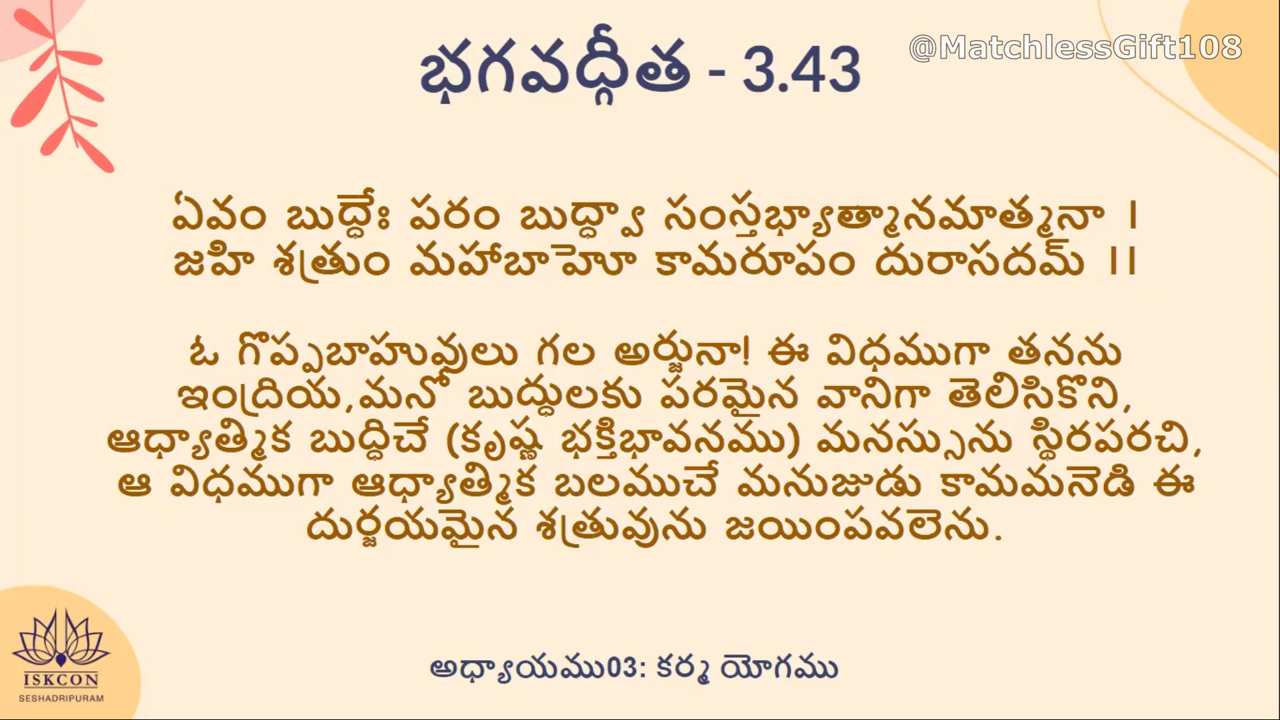 భగవద్గీత - 3.43
@MatchlessGift108
ఏవం బుద్ధేః పరం బుద్ధ్వా సంస్తభ్యాత్మానమాత్మనా |
జహి శత్రుం మహాబాహో కామరూపం దురాసదమ్ ||
ఓ గొప్పబాహువులు గల అర్జునా! ఈ విధముగా తనను
ఇంద్రియ,మనో బుద్ధులకు పరమైన వానిగా తెలిసికొని,
ఆధ్యాత్మిక బుద్ధిచే (కృష్ణ భక్తిభావనము) మనస్సును స్థిరపరచి,
ఆ విధముగా ఆధ్యాత్మిక బలముచే మనుజుడు కామమనెడి ఈ
దుర్జయమైన శత్రువును జయింపవలెను.
అధ్యాయము03: కర్మ యోగము
ISKCON
SESHADRIPURAM